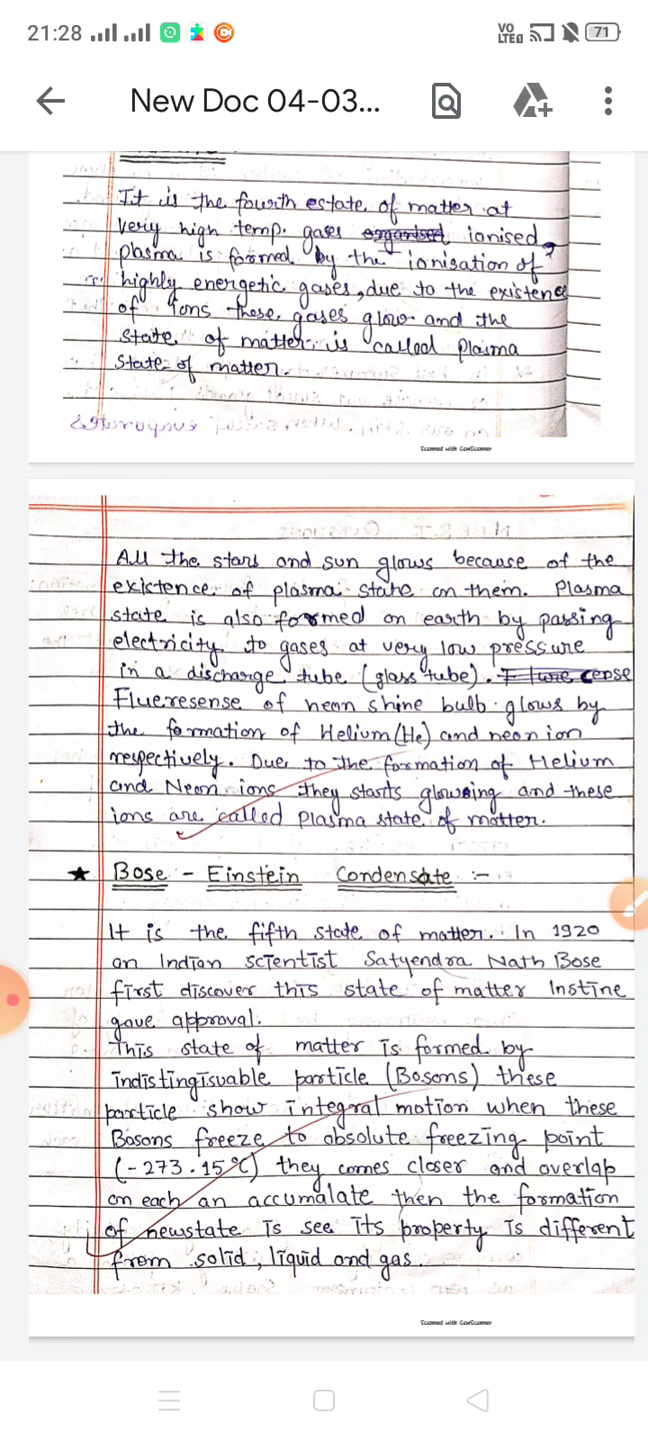 21:28
VO
LTE
71
New Doc 04-03...
It is the fourth estate of matter at
veriy high temp. gases ionised,
plasma is foormed by the ionisation of
highly energetic gases, due to the existence
of ions these gases glow and the
state of matter is called plasma
State of matter.
Scanned with CamScanner
All the stars and sun glows because of the
existence of plasma state on them. Plasma
state is also formed on earth by passing
electricity to gases at very low pressure
in a discharge tube (glass tube).
Flueresense of neon shine bulb glows by
the formation of Helium (He) and neon ion
respectively. Due to the formation of Helium
and Neon ions they starts glowing and these
ions are called Plasma state of matter.
★ Bose - Einstein Condensate :-
It is the fifth state of matter. In 1920
an Indian scientist Satyendra Nath Bose
first discover this state of matter Instine
gave approval.
This state of matter is formed by
indistingisuable particle (Bosons) these
particle show integral motion when these
Bosons freeze to absolute freezing point
(-273.15°C) they comes closer and overlap
on each an accumalate then the formation
of newstate is see its property is different
from solid, liquid and gas.
Scanned with CamScanner